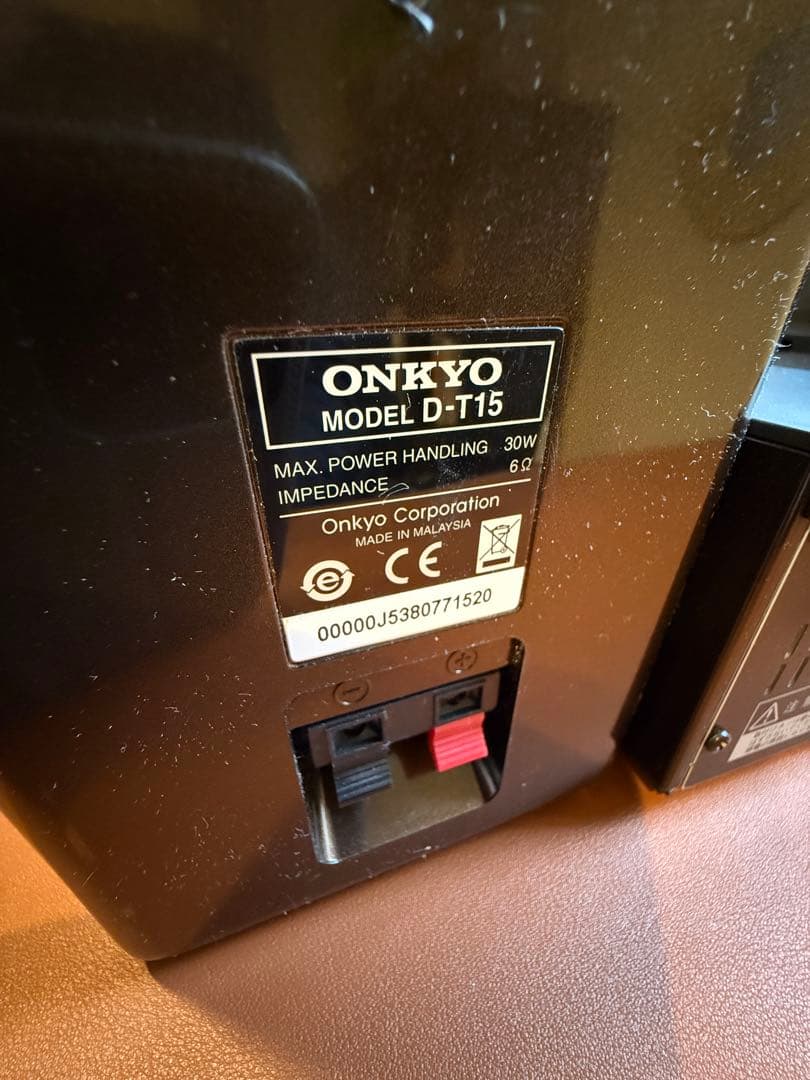 ONKYO
MODEL D-T15
MAX. POWER HANDLING 30W
IMPEDANCE 6Ω
Onkyo Corporation
MADE IN MALAYSIA
e CE
00000J5380771520
- +